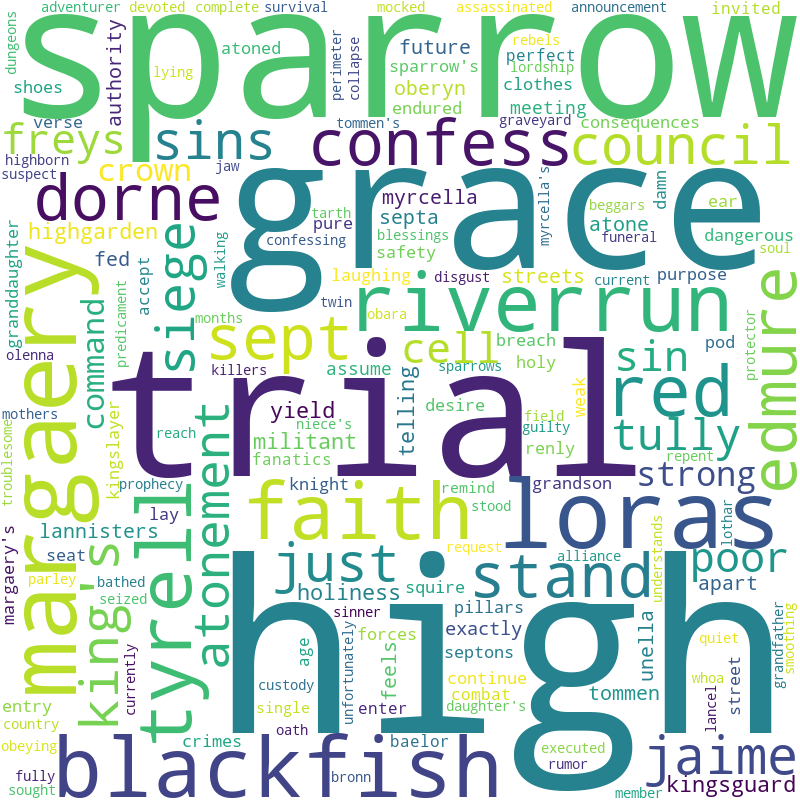 adventurer devoted complete survival mocked assassinated announcement invited
sparrow
dungeons
shoes
authority
atoned
lying
perimeter
collapse
future
sparrow's
oberyn
endured
rebels
lordship
perfect
clothes
meeting
verse
tommen's
graveyard
consequences
freys
sins
confess
council
highborn
suspect
crown
jaw
dorne
grace
myrcella
septa
tarth
pure
confessing
blessings
safety
myrcella's
beggars
atone
funeral
damn
ear
dangerous
soul
granddaughter
highgarden
siege
walking
fed
accept
laughing
disgust
streets
current
purpose
margaery
olenna
predicament
command
months
twin
obara
riverrun
edmure
sept
cell
breach
holy
sin
pod
protector
killers
assume
sparrows
trial
red
mothers
troublesome
kingslayer
reach
yield
niece's
telling
desire
field
guilty
weak
tully
militant
fanatics
renly
repent
prophecy
atonement
knight
remind
stood
grandson
strong
lannisters
lay
faith
loras
lothar
margaery's
seat
king's
tyrell
request
alliance
understands
poor
parley
bathed
seized
just
stand
apart
holiness
squire
sinner
high
pillars
exactly
septons
unella
quiet
grandfather
smoothing
currently
unfortunately
age
forces
feels
custody
continue
combat
tommen
whoa
lancel
street
entry
country
obeying
single
enter
daughter's
oath
crimes
baelor
executed
rumor
blackfish
jaime
fully
sought
bronn
member
kingsguard